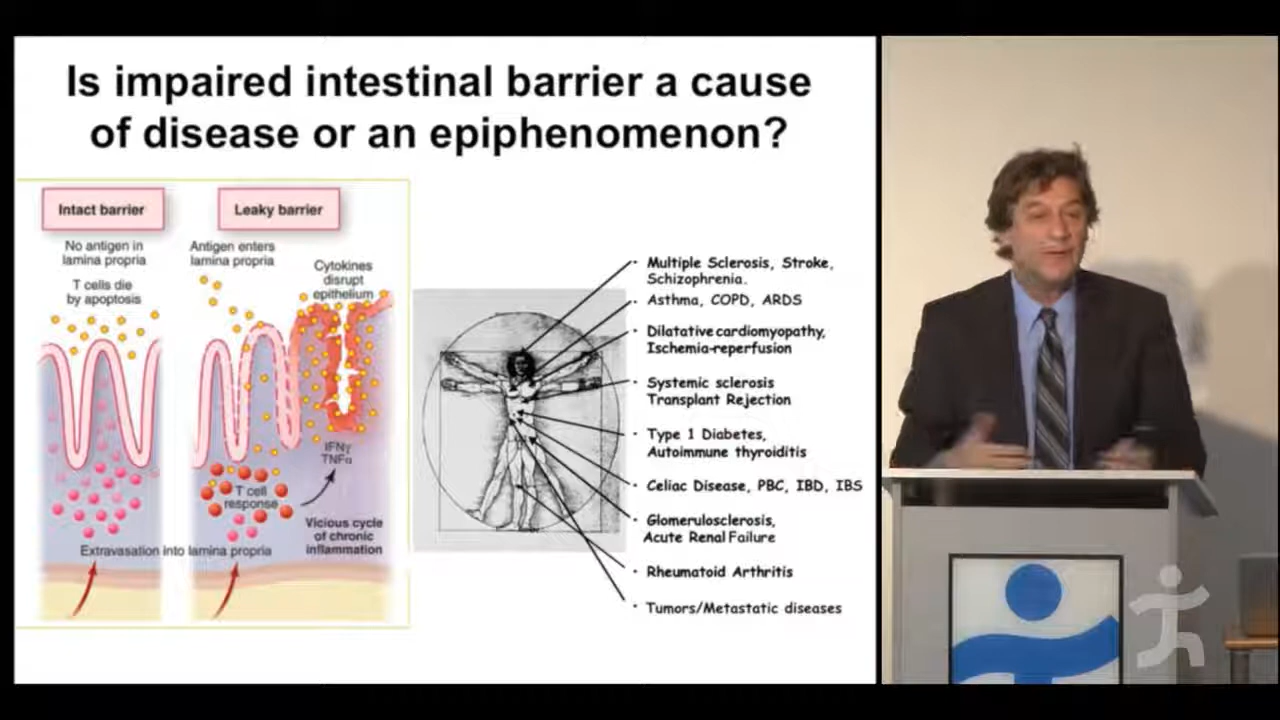 Is impaired intestinal barrier a cause
of disease or an epiphenomenon?
Intact barrier
Leaky barrier
No antigen in
lamina propria
T cells die
by apoptosis
Antigen enters
lamina propria
Cytokines
disrupt
epithelium
IFNγ
TNFα
T cell
response
Vicious cycle
of chronic
inflammation
Extravasation into lamina propria
· Multiple Sclerosis, Stroke,
Schizophrenia.
· Asthma, COPD, ARDS
· Dilatative cardiomyopathy,
Ischemia-reperfusion
· Systemic sclerosis
Transplant Rejection
· Type 1 Diabetes,
Autoimmune thyroiditis
· Celiac Disease, PBC, IBD, IBS
· Glomerulosclerosis,
Acute Renal Failure
· Rheumatoid Arthritis
· Tumors/Metastatic diseases